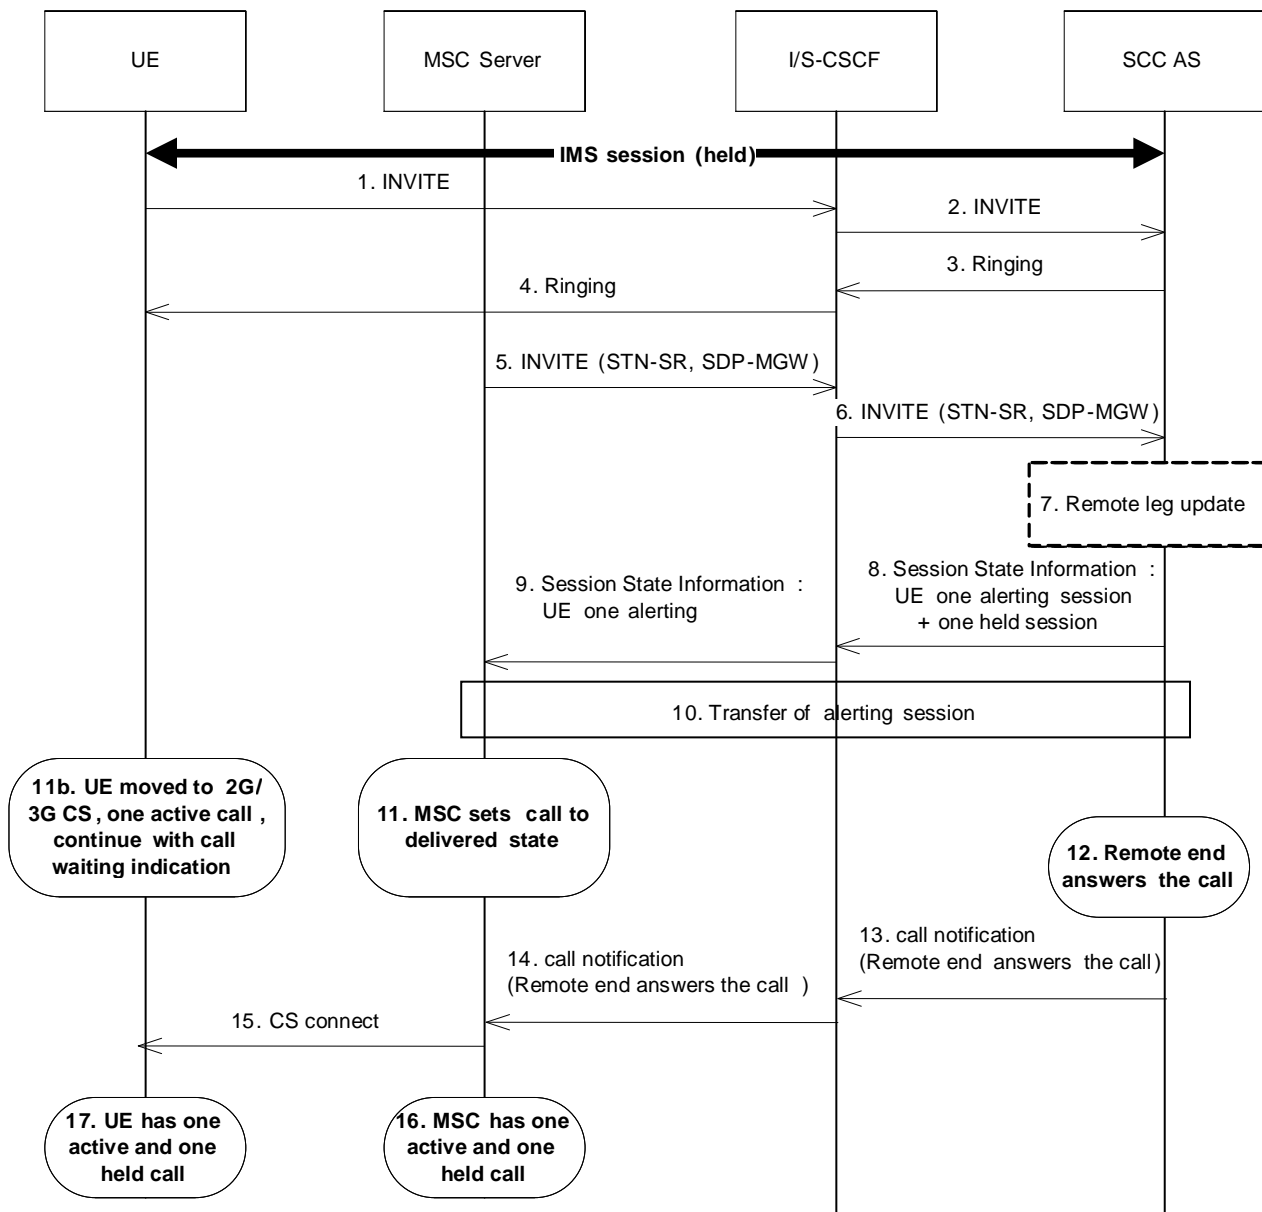 UE
MSC Server
I/S-CSCF
SCC AS
IMS session (held)
1. INVITE
2. INVITE
3. Ringing
4. Ringing
5. INVITE (STN-SR, SDP-MGW)
6. INVITE (STN-SR, SDP-MGW)
7. Remote leg update
8. Session State Information :
UE one alerting session
+ one held session
9. Session State Information :
UE one alerting
10. Transfer of alerting session
11b. UE moved to 2G/
3G CS, one active call ,
continue with call
waiting indication
11. MSC sets call to
delivered state
12. Remote end
answers the call
13. call notification
(Remote end answers the call)
14. call notification
(Remote end answers the call )
15. CS connect
17. UE has one
active and one
held call
16. MSC has one
active and one
held call